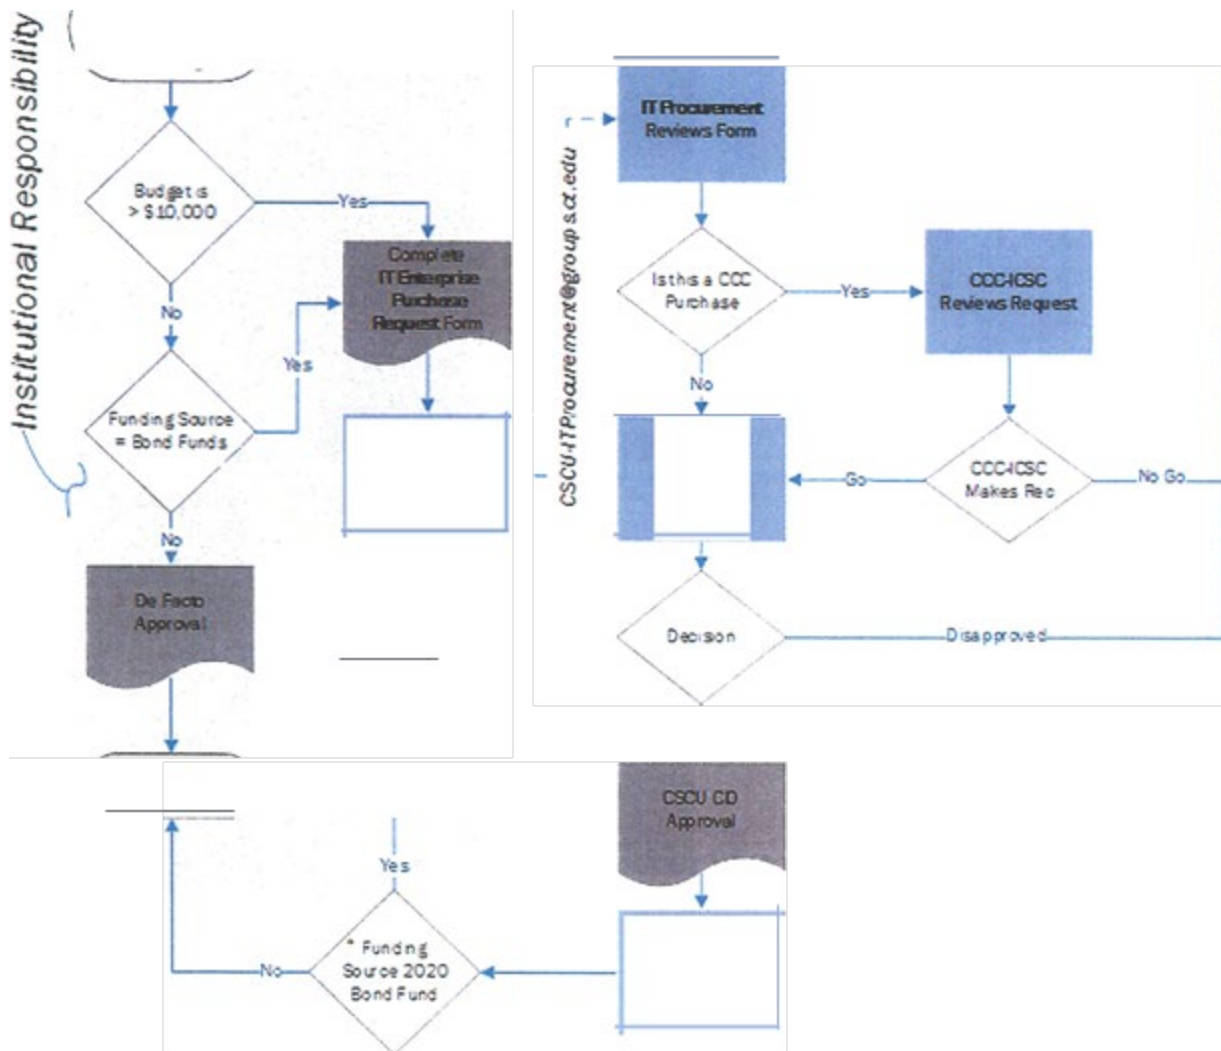 Institutional Responsibility
Budget is
> $10,000
Yes
No
Complete
IT Enterprise
Purchase
Request Form
Yes
Funding Source
= Bond Funds
No
De Facto
Approval
CSCU-ITProcurement@group.sct.edu
IT Procurement
Reviews Form
Is this a CCC
Purchase
Yes
CCC-ICSC
Reviews Request
No
Go
CCC-ICSC
Makes Rec
No Go
Decision
Disapproved
CSCU CIO
Approval
Yes
* Funding
Source 2020
Bond Fund
No